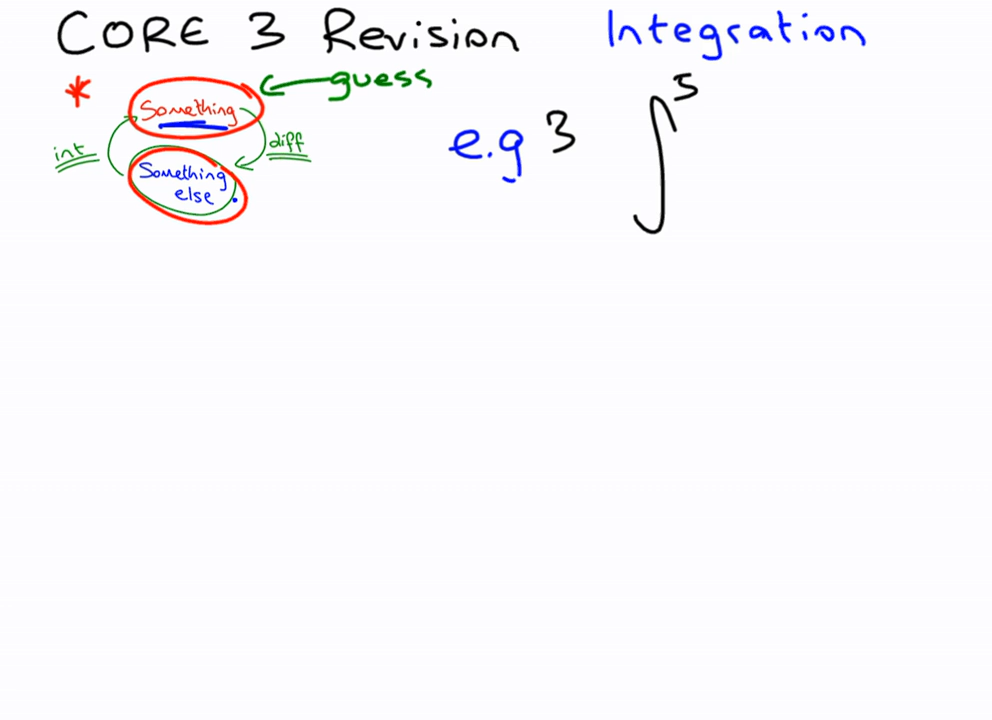 CORE 3 Revision Integration
* Something ← guess
int diff
Something
else.
e.g 3 ∫⁵